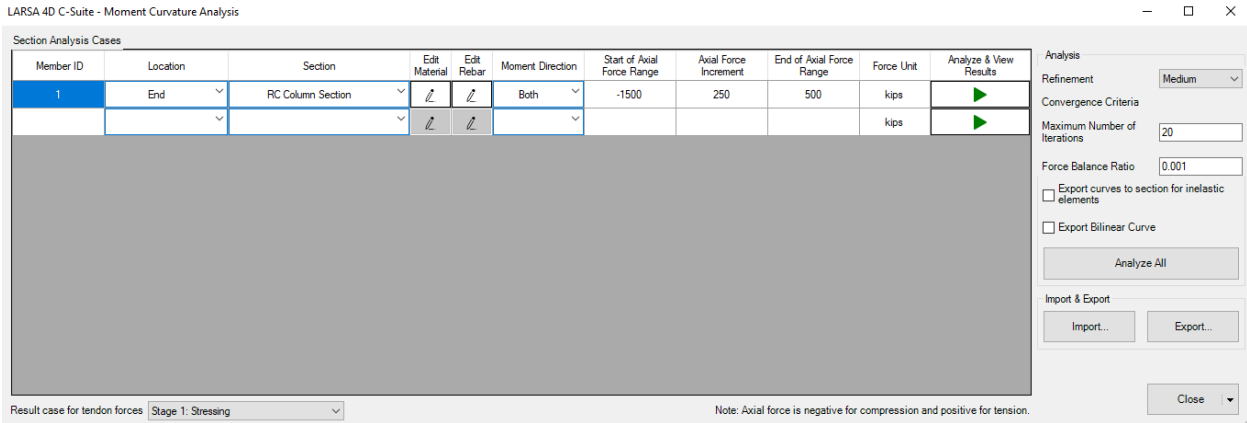 LARSA 4D C-Suite - Moment Curvature Analysis
Section Analysis Cases
Member ID Location Section Edit Material Edit Rebar Moment Direction Start of Axial Force Range Axial Force Increment End of Axial Force Range Force Unit Analyze & View Results
1 End RC Column Section Both -1500 250 500 kips
kips
Analysis
Refinement Medium
Convergence Criteria
Maximum Number of
Iterations 20
Force Balance Ratio 0.001
Export curves to section for inelastic
elements
Export Bilinear Curve
Analyze All
Import & Export
Import... Export...
Result case for tendon forces Stage 1: Stressing
Note: Axial force is negative for compression and positive for tension.
Close